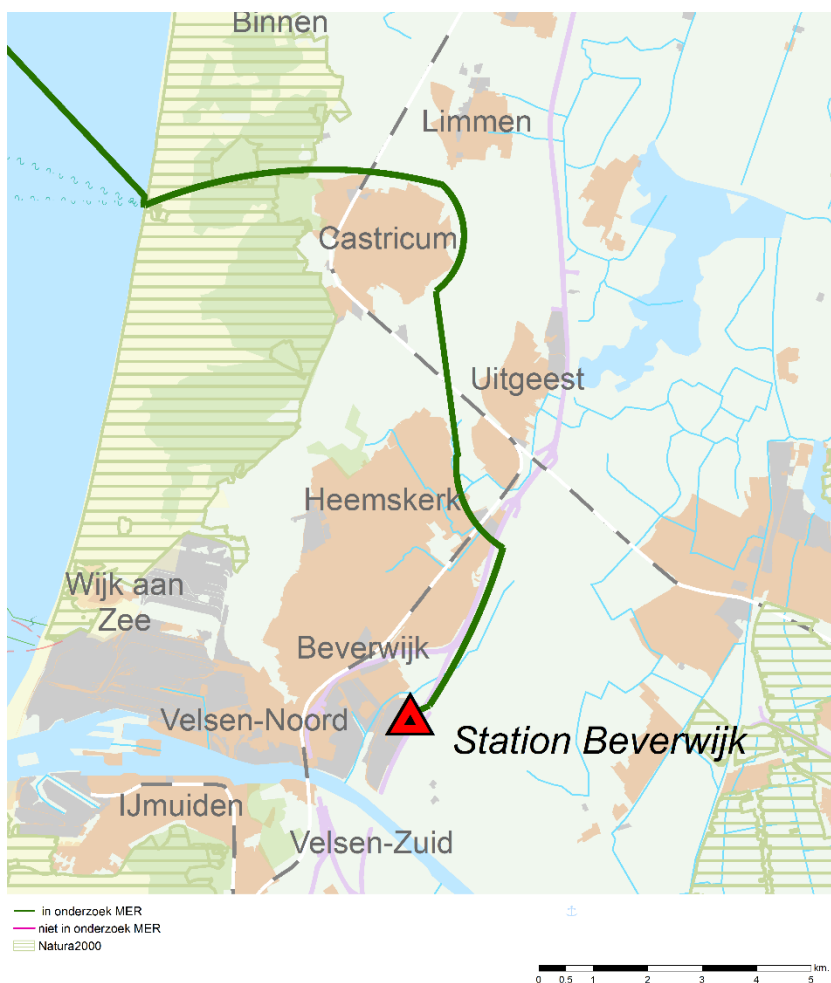 Binnen
Limmen
Castricum
Uitgeest
Heemskerk
Wijk aan
Zee
Beverwijk
Velsen-Noord
Station Beverwijk
IJmuiden
Velsen-Zuid
in onderzoek MER
niet in onderzoek MER
Natura2000
km.
0 0.5 1 2 3 4 5